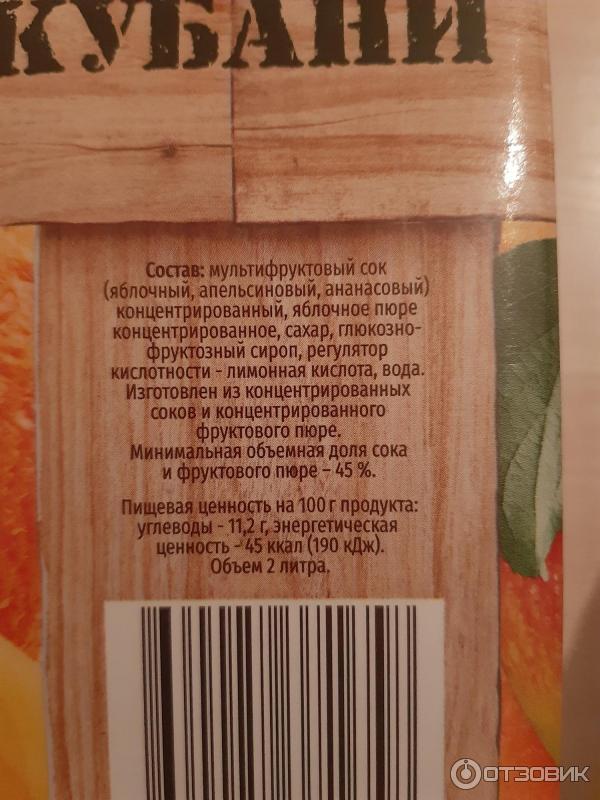 КУБАНИ
Состав: мультифруктовый сок
(яблочный, апельсиновый, ананасовый)
концентрированный, яблочное пюре
концентрированное, сахар, глюкозно-
фруктозный сироп, регулятор
кислотности - лимонная кислота, вода.
Изготовлен из концентрированных
соков и концентрированного
фруктового пюре.
Минимальная объемная доля сока
и фруктового пюре – 45 %.
Пищевая ценность на 100 г продукта:
углеводы - 11,2 г, энергетическая
ценность - 45 ккал (190 кДж).
Объем 2 литра.
ОТЗОВИК